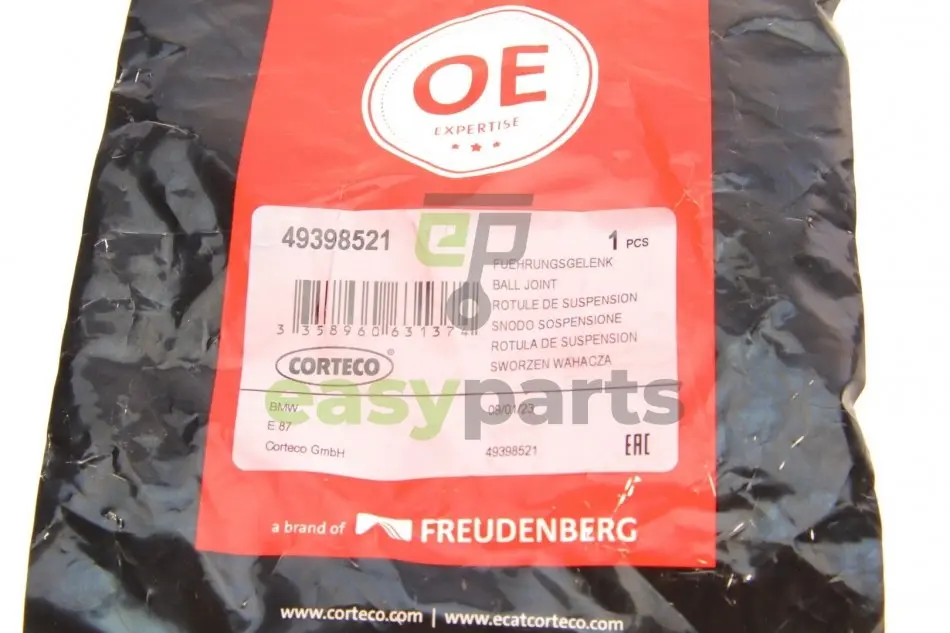 OE
EXPERTISE
49398521
1 PCS
FUEHRUNGSGELENK
BALL JOINT
ROTULE DE SUSPENSION
SNODO SOSPENSIONE
ROTULA DE SUSPENSION
SWORZEN WAHACZA
3 358960 631374
CORTECO®
ep
easyparts
BMW
09/01/23
E 87
Corteco GmbH
49398521
EAC
a brand of FREUDENBERG
www.corteco.com | www.ecatcorteco.com